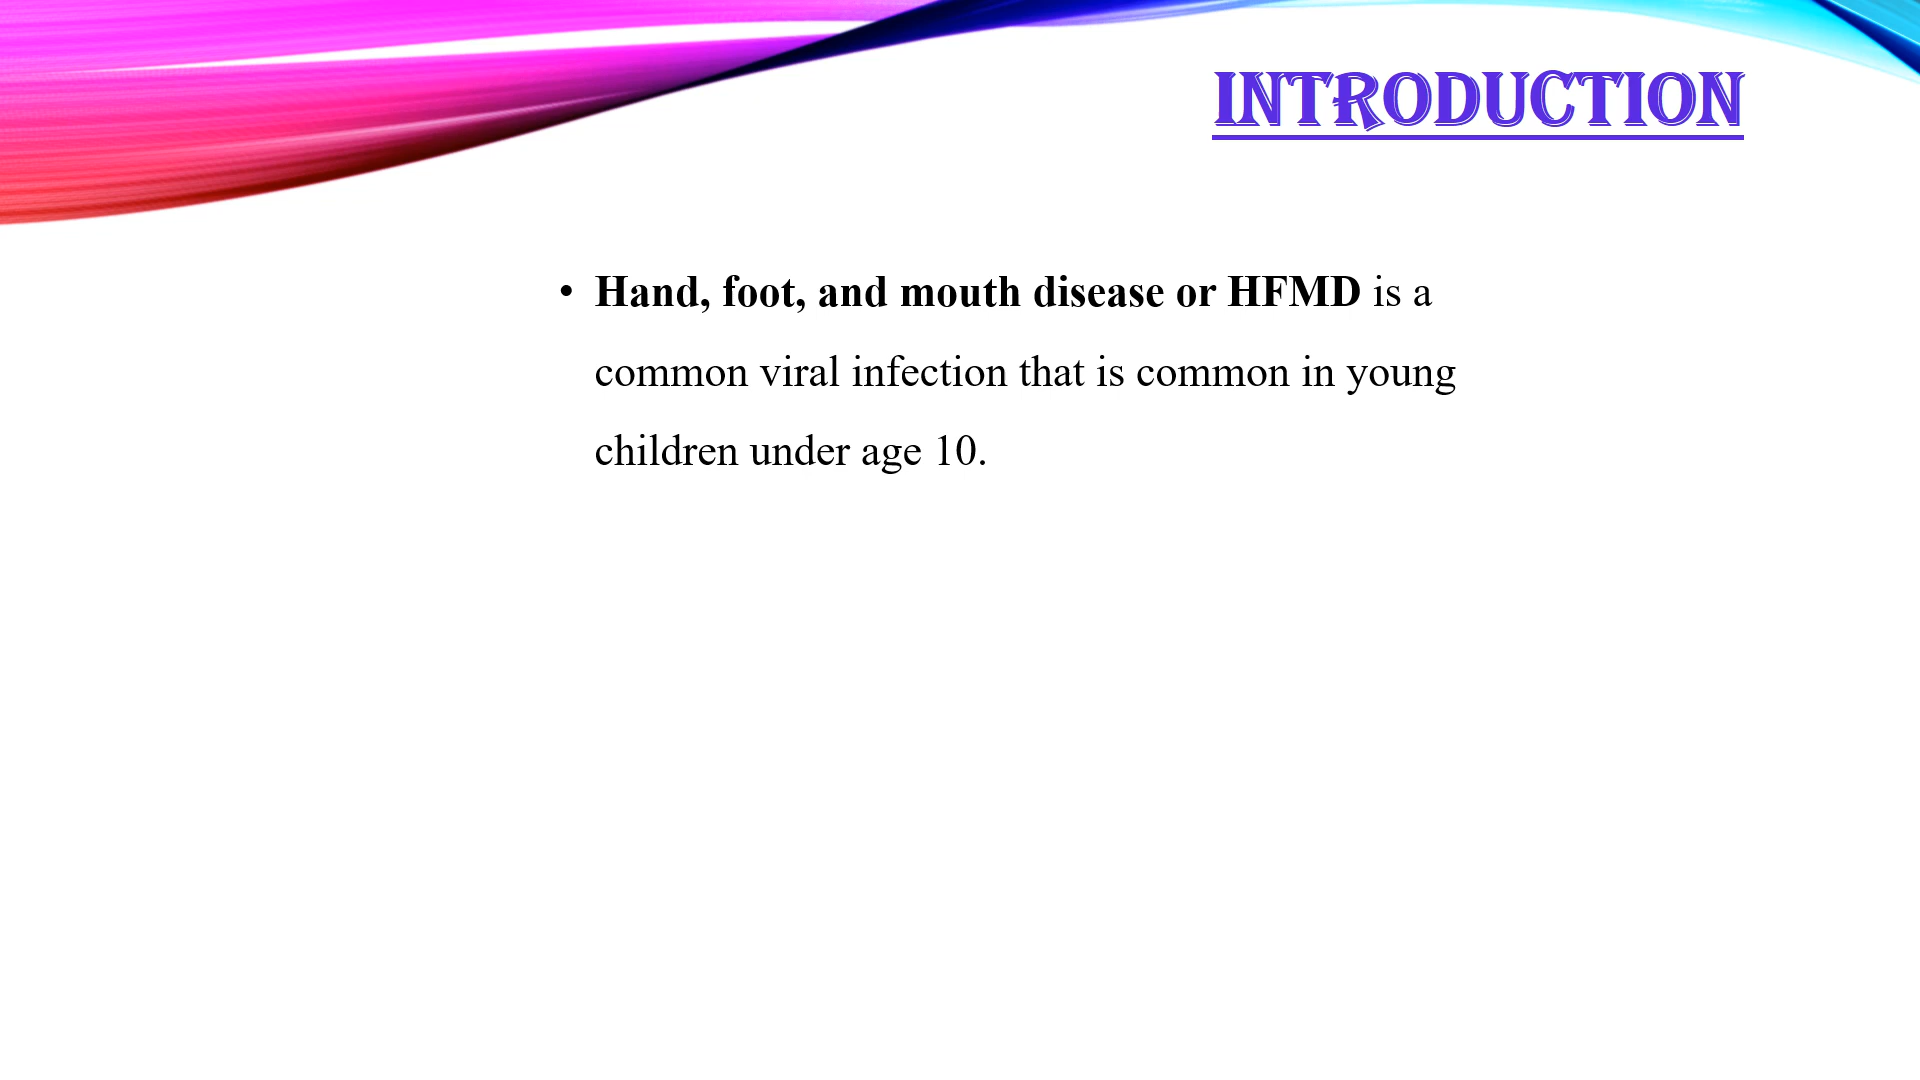 INTRODUCTION
• Hand, foot, and mouth disease or HFMD is a
common viral infection that is common in young
children under age 10.